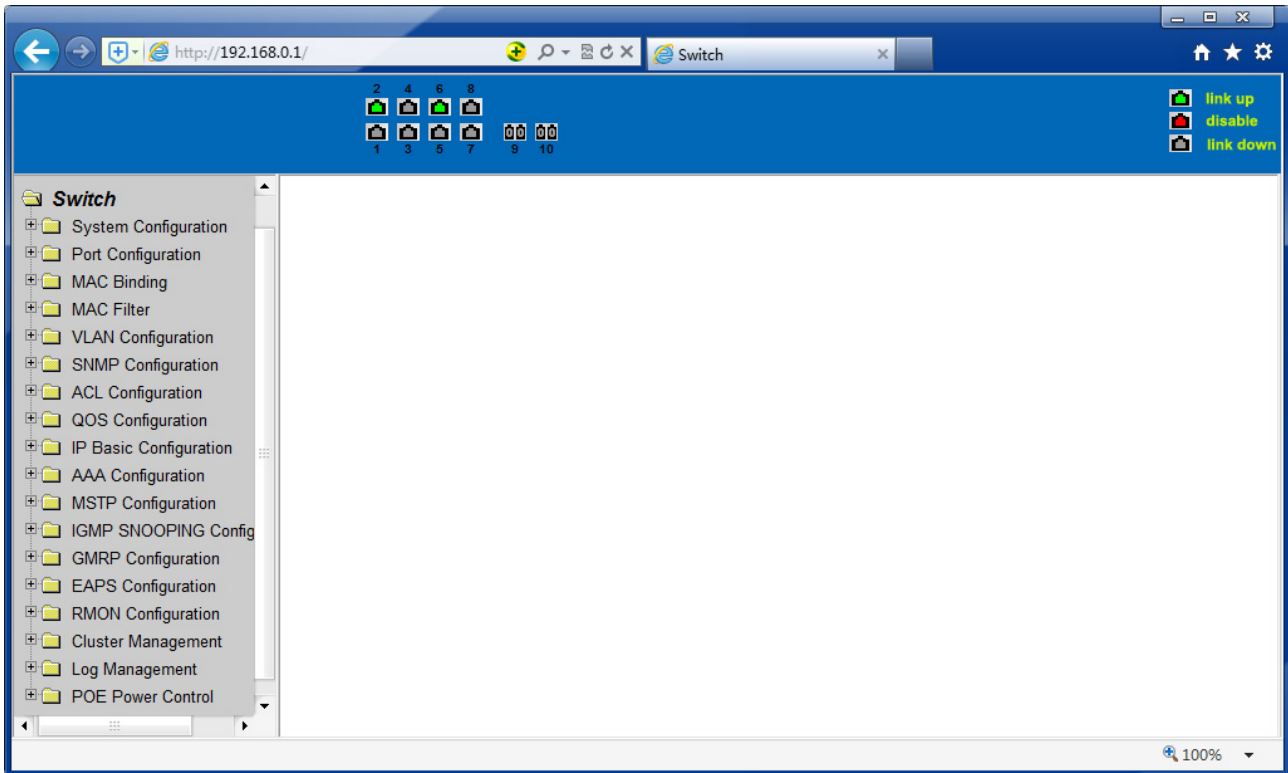 http://192.168.0.1/
Switch
2 4 6 8
1 3 5 7 9 10
link up
disable
link down
Switch
System Configuration
Port Configuration
MAC Binding
MAC Filter
VLAN Configuration
SNMP Configuration
ACL Configuration
QOS Configuration
IP Basic Configuration
AAA Configuration
MSTP Configuration
IGMP SNOOPING Config
GMRP Configuration
EAPS Configuration
RMON Configuration
Cluster Management
Log Management
POE Power Control
100%